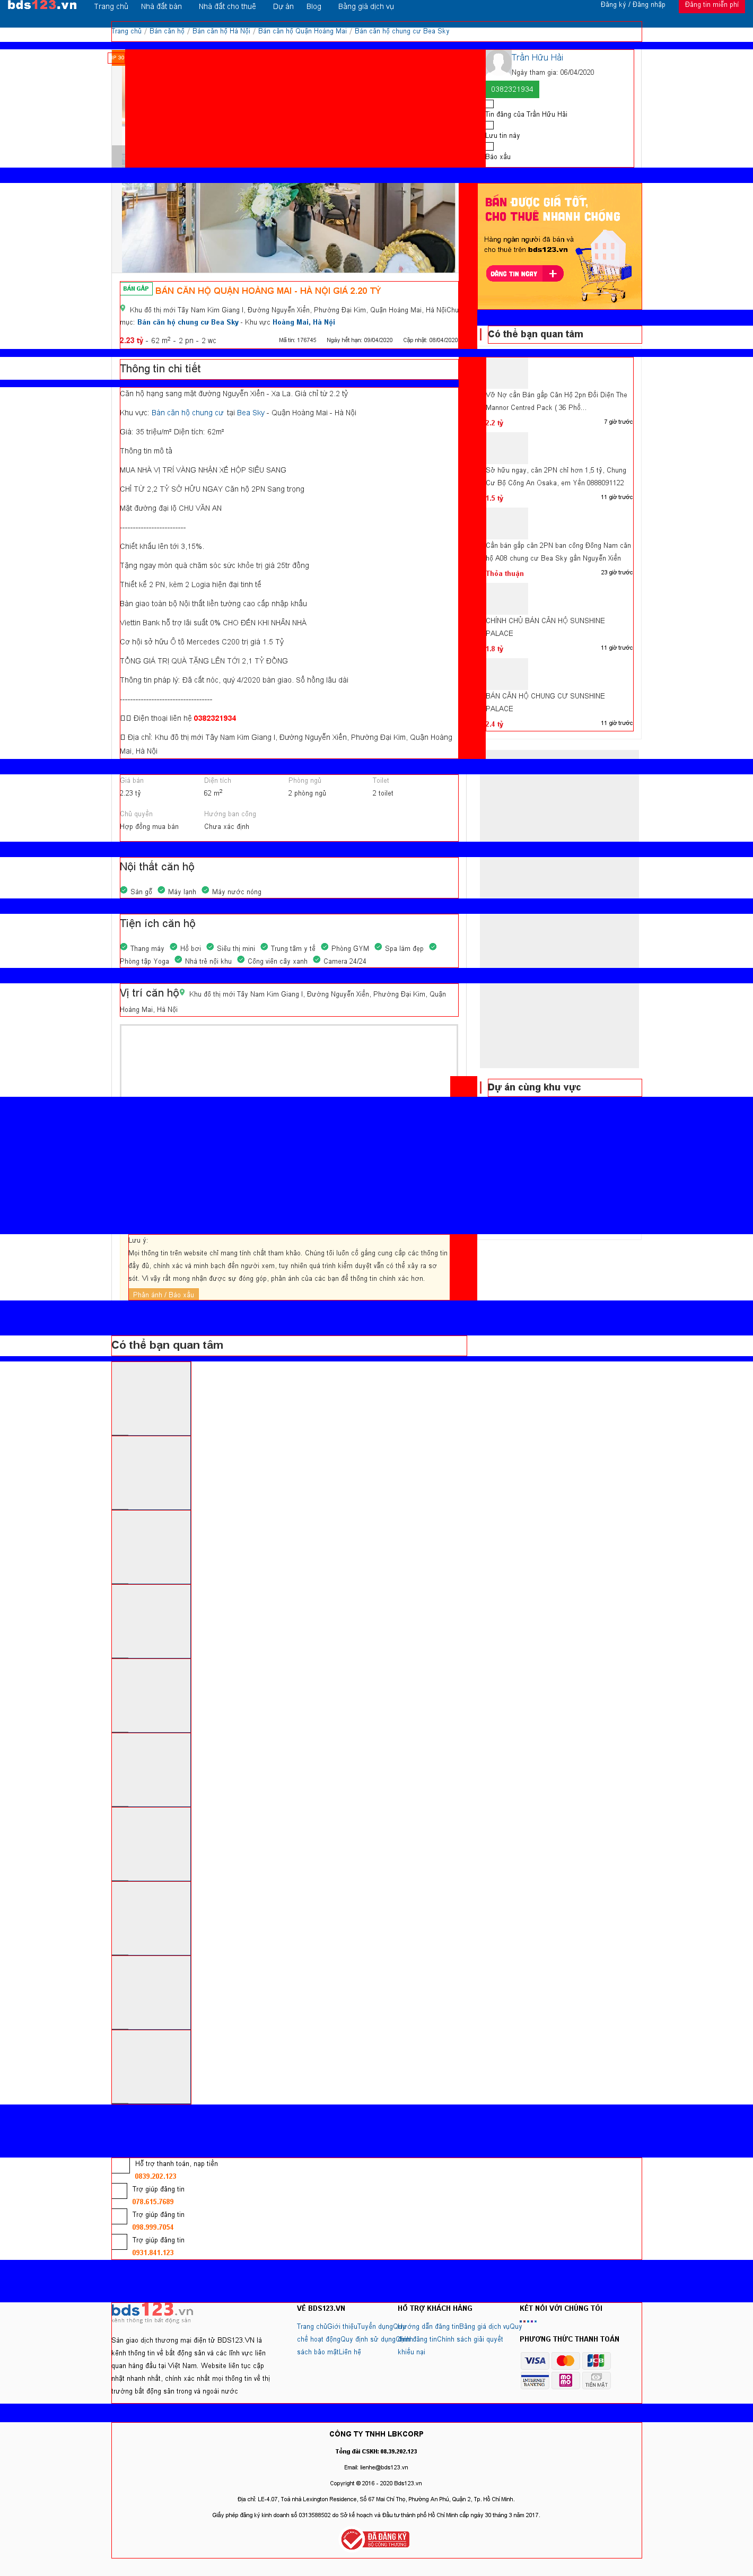 bds123.vn Trang chủ Nhà đất bán Nhà đất cho thuê Dự án Blog Bảng giá dịch vụ Đăng ký / Đăng nhập Đăng tin miễn phí
Trang chủ / Bán căn hộ / Bán căn hộ Hà Nội / Bán căn hộ Quận Hoàng Mai / Bán căn hộ chung cư Bea Sky
Trần Hữu Hải
Ngày tham gia: 06/04/2020
0382321934
Tin đăng của Trần Hữu Hải
Lưu tin này
Báo xấu
BÁN ĐƯỢC GIÁ TỐT,
CHO THUÊ NHANH CHÓNG
Hàng ngàn người đã bán và
cho thuê trên bds123.vn
ĐĂNG TIN NGAY +
BÁN GẤP BÁN CĂN HỘ QUẬN HOÀNG MAI - HÀ NỘI GIÁ 2.20 TỶ
Khu đô thị mới Tây Nam Kim Giang I, Đường Nguyễn Xiển, Phường Đại Kim, Quận Hoàng Mai, Hà NộiChuyên
mục: Bán căn hộ chung cư Bea Sky - Khu vực Hoàng Mai, Hà Nội
2.23 tỷ - 62 m² - 2 pn - 2 wc Mã tin: 176745 Ngày hết hạn: 09/04/2020 Cập nhật: 08/04/2020
Có thể bạn quan tâm
Thông tin chi tiết
Căn hộ hạng sang mặt đường Nguyễn Xiển - Xa La. Giá chỉ từ 2.2 tỷ
Khu vực: Bán căn hộ chung cư tại Bea Sky - Quận Hoàng Mai - Hà Nội
Giá: 35 triệu/m² Diện tích: 62m²
Thông tin mô tả
MUA NHÀ VỊ TRÍ VÀNG NHẬN XẾ HỘP SIÊU SANG
CHỈ TỪ 2,2 TỶ SỞ HỮU NGAY Căn hộ 2PN Sang trọng
Mặt đường đại lộ CHU VĂN AN
-------------------------
Chiết khấu lên tới 3,15%.
Tặng ngay món quà chăm sóc sức khỏe trị giá 25tr đồng
Thiết kế 2 PN, kèm 2 Logia hiện đại tinh tế
Bàn giao toàn bộ Nội thất liền tường cao cấp nhập khẩu
Viettin Bank hỗ trợ lãi suất 0% CHO ĐẾN KHI NHẬN NHÀ
Cơ hội sở hữu Ô tô Mercedes C200 trị giá 1.5 Tỷ
TỔNG GIÁ TRỊ QUÀ TẶNG LÊN TỚI 2,1 TỶ ĐỒNG
Thông tin pháp lý: Đã cất nóc, quý 4/2020 bàn giao. Sổ hồng lâu dài
-----------------------------------
Điện thoại liên hệ 0382321934
Địa chỉ: Khu đô thị mới Tây Nam Kim Giang I, Đường Nguyễn Xiển, Phường Đại Kim, Quận Hoàng
Mai, Hà Nội
Vỡ Nợ cần Bán gấp Căn Hộ 2pn Đối Diện The
Mannor Centred Pack ( 36 Phố...
2.2 tỷ 7 giờ trước
Sở hữu ngay, căn 2PN chỉ hơn 1,5 tỷ, Chung
Cư Bộ Công An Osaka, em Yến 0888091122
1.5 tỷ 11 giờ trước
Cần bán gấp căn 2PN ban công Đông Nam căn
hộ A08 chung cư Bea Sky gần Nguyễn Xiển
Thỏa thuận 23 giờ trước
CHÍNH CHỦ BÁN CĂN HỘ SUNSHINE
PALACE
1.8 tỷ 11 giờ trước
BÁN CĂN HỘ CHUNG CƯ SUNSHINE
PALACE
2.4 tỷ 11 giờ trước
Giá bán Diện tích Phòng ngủ Toilet
2.23 tỷ 62 m² 2 phòng ngủ 2 toilet
Chủ quyền Hướng ban công
Hợp đồng mua bán Chưa xác định
Nội thất căn hộ
Sàn gỗ Máy lạnh Máy nước nóng
Tiện ích căn hộ
Thang máy Hồ bơi Siêu thị mini Trung tâm y tế Phòng GYM Spa làm đẹp
Phòng tập Yoga Nhà trẻ nội khu Công viên cây xanh Camera 24/24
Vị trí căn hộ Khu đô thị mới Tây Nam Kim Giang I, Đường Nguyễn Xiển, Phường Đại Kim, Quận
Hoàng Mai, Hà Nội
Dự án cùng khu vực
Lưu ý:
Mọi thông tin trên website chỉ mang tính chất tham khảo. Chúng tôi luôn cố gắng cung cấp các thông tin
đầy đủ, chính xác và minh bạch đến người xem, tuy nhiên quá trình kiểm duyệt vẫn có thể xảy ra sơ
sót. Vì vậy rất mong nhận được sự đóng góp, phản ánh của các bạn để thông tin chính xác hơn.
Phản ánh / Báo xấu
Có thể bạn quan tâm
Hỗ trợ thanh toán, nạp tiền
0839.202.123
Trợ giúp đăng tin
078.615.7689
Trợ giúp đăng tin
098.999.7054
Trợ giúp đăng tin
0931.841.123
bds123.vn
kênh thông tin bất động sản
Sàn giao dịch thương mại điện tử BDS123.VN là
kênh thông tin về bất động sản và các lĩnh vực liên
quan hàng đầu tại Việt Nam. Website liên tục cập
nhật nhanh nhất, chính xác nhất mọi thông tin về thị
trường bất động sản trong và ngoài nước
VỀ BDS123.VN
Trang chủGiới thiệuTuyển dụngQuy
chế hoạt độngQuy định sử dụngChính
sách bảo mậtLiên hệ
HỖ TRỢ KHÁCH HÀNG
Hướng dẫn đăng tinBảng giá dịch vụQuy
định đăng tinChính sách giải quyết
khiếu nại
KẾT NỐI VỚI CHÚNG TÔI
PHƯƠNG THỨC THANH TOÁN
VISA MasterCard JCB
INTERNET BANKING momo TIỀN MẶT
CÔNG TY TNHH LBKCORP
Tổng đài CSKH: 08.39.202.123
Email: lienhe@bds123.vn
Copyright © 2016 - 2020 Bds123.vn
Địa chỉ: LE-4.07, Toà nhà Lexington Residence, Số 67 Mai Chí Thọ, Phường An Phú, Quận 2, Tp. Hồ Chí Minh.
Giấy phép đăng ký kinh doanh số 0313588502 do Sở kế hoạch và Đầu tư thành phố Hồ Chí Minh cấp ngày 30 tháng 3 năm 2017.
ĐÃ ĐĂNG KÝ
BỘ CÔNG THƯƠNG